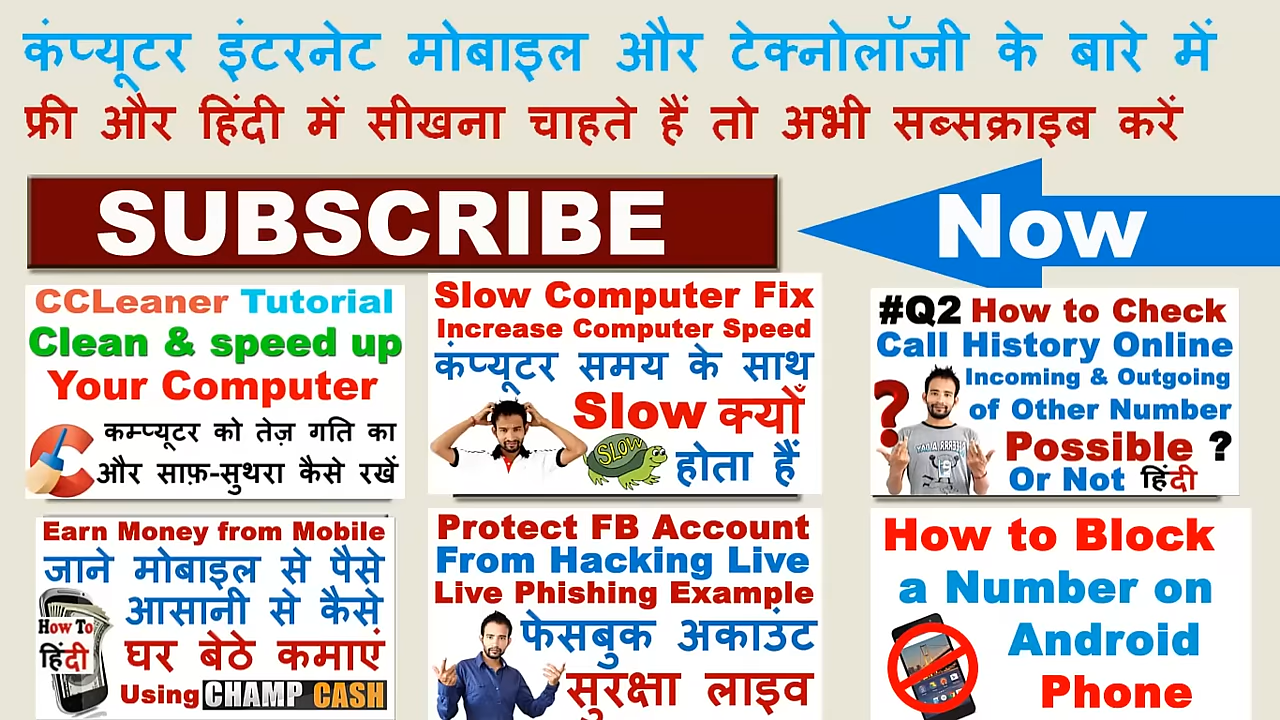 कंप्यूटर इंटरनेट मोबाइल और टेक्नोलॉजी के बारे में
फ्री और हिंदी में सीखना चाहते हैं तो अभी सब्सक्राइब करें
SUBSCRIBE
Now
CCLeaner Tutorial
Clean & speed up
Your Computer
कम्प्यूटर को तेज़ गति का
और साफ़-सुथरा कैसे रखें
Slow Computer Fix
Increase Computer Speed
कंप्यूटर समय के साथ
Slow क्यों
SLOW
होता हैं
#Q2 How to Check
Call History Online
Incoming & Outgoing
of Other Number
Possible ?
Or Not हिंदी
Earn Money from Mobile
जाने मोबाइल से पैसे
आसानी से कैसे
घर बेठे कमाएं
Using CHAMP CASH
How To
हिंदी
Protect FB Account
From Hacking Live
Live Phishing Example
फेसबुक अकाउंट
सुरक्षा लाइव
How to Block
a Number on
Android
Phone